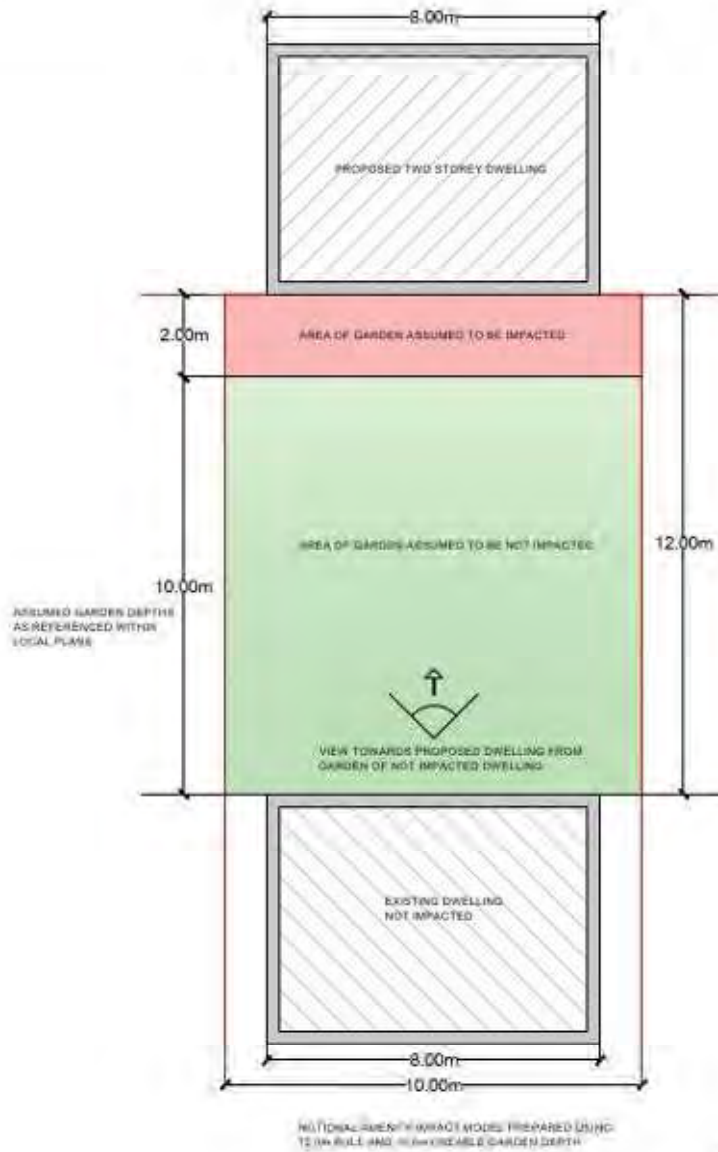 8.00m
PROPOSED TWO STOREY DWELLING
2.00m
AREA OF GARDEN ASSUMED TO BE IMPACTED
AREA OF GARDEN ASSUMED TO BE NOT IMPACTED
12.00m
10.00m
ASSUMED GARDEN DEPTHS
AS REFERENCED WITHIN
LOCAL PLANS
VIEW TOWARDS PROPOSED DWELLING FROM
GARDEN OF NOT IMPACTED DWELLING
EXISTING DWELLING
NOT IMPACTED
8.00m
10.00m
NOTIONAL AMENITY IMPACT MODEL PREPARED USING
RULE AND USEABLE GARDEN DEPTH